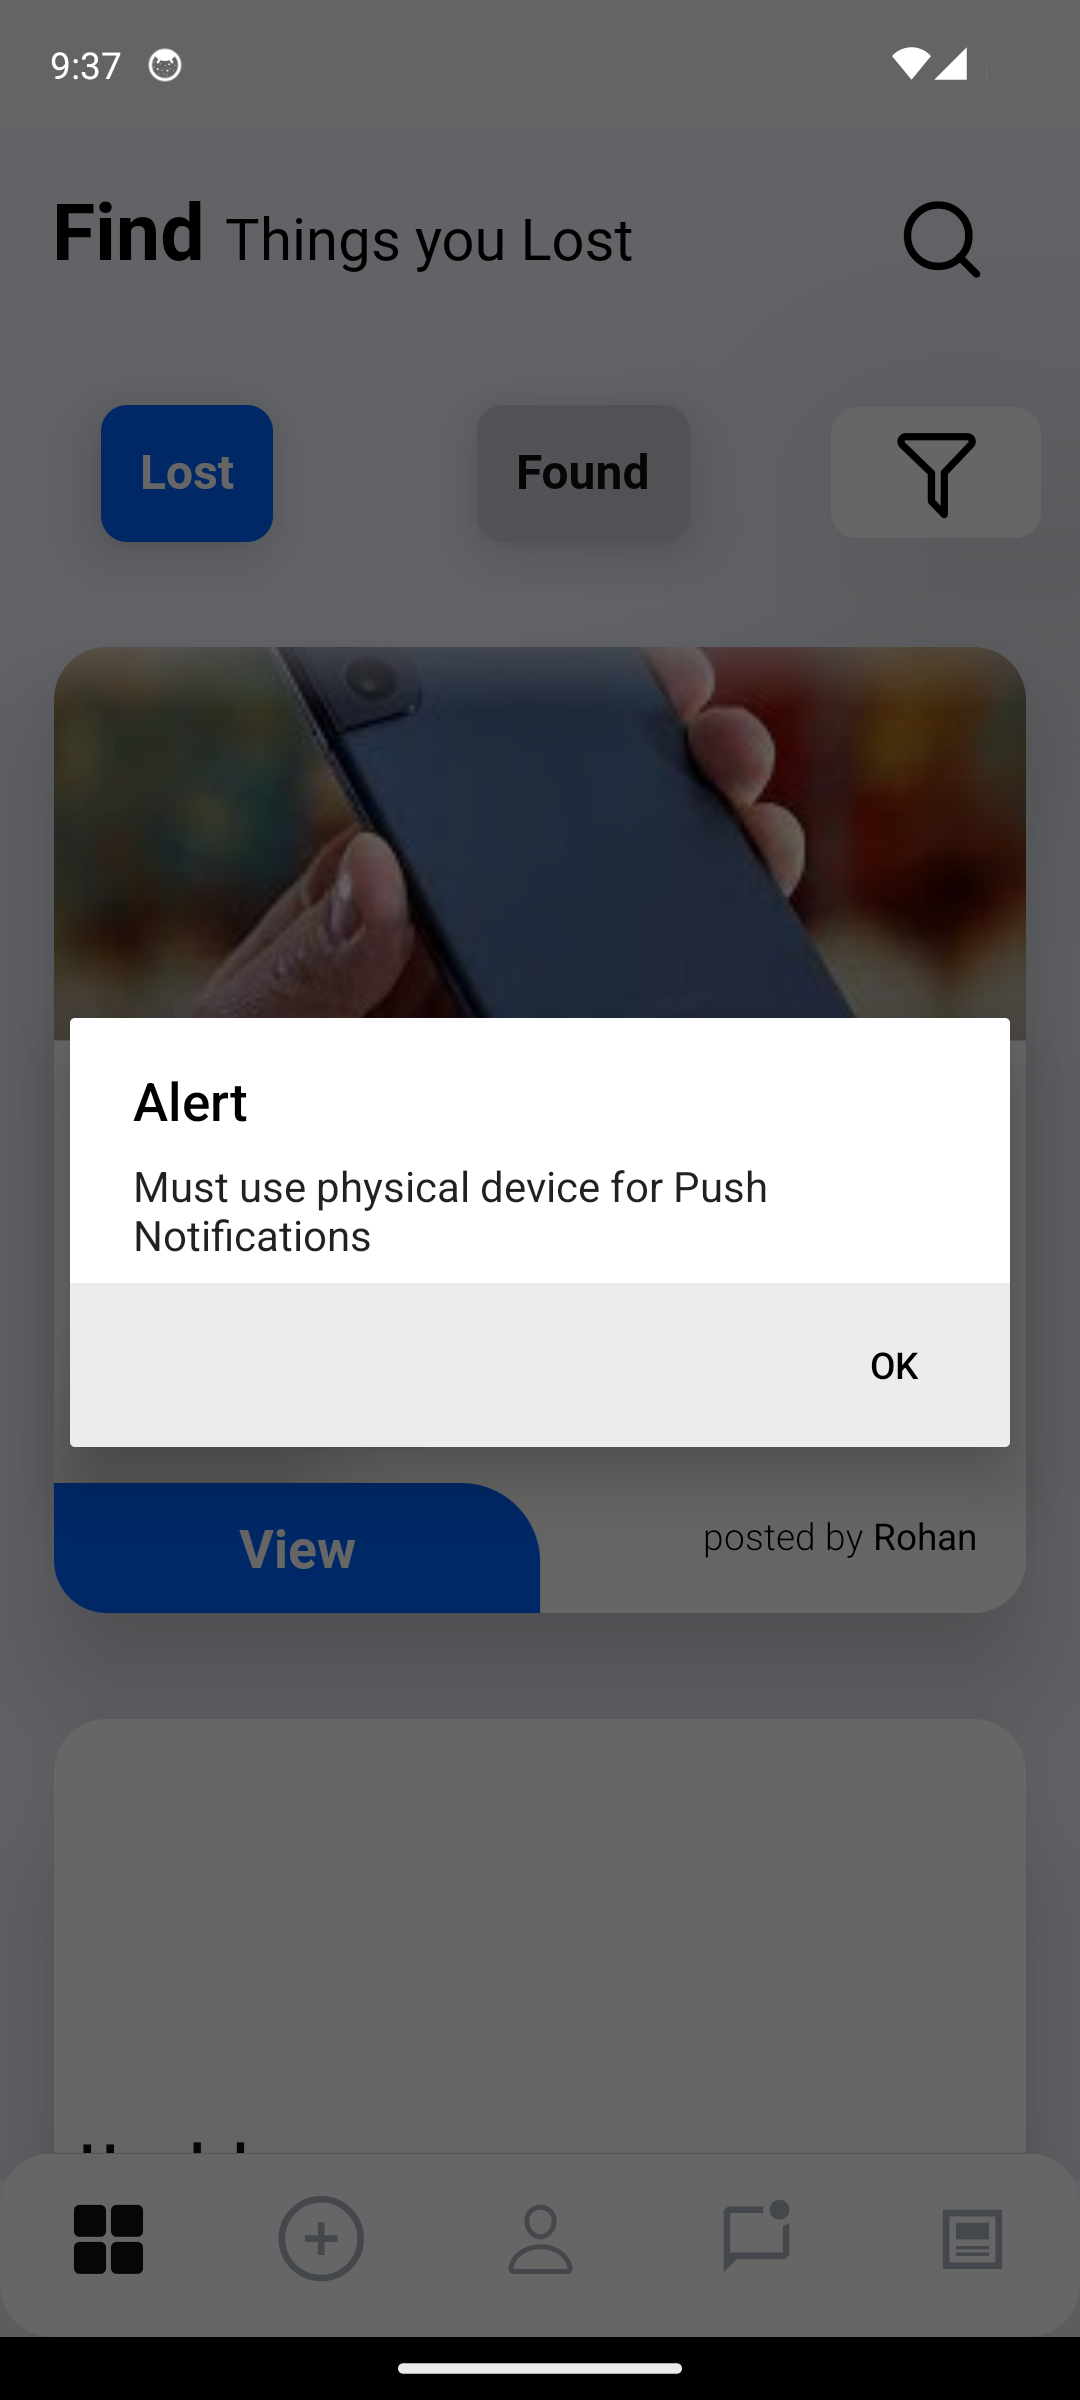 9:37
Find Things you Lost
Lost
Found
Alert
Must use physical device for Push
Notifications
OK
View
posted by Rohan